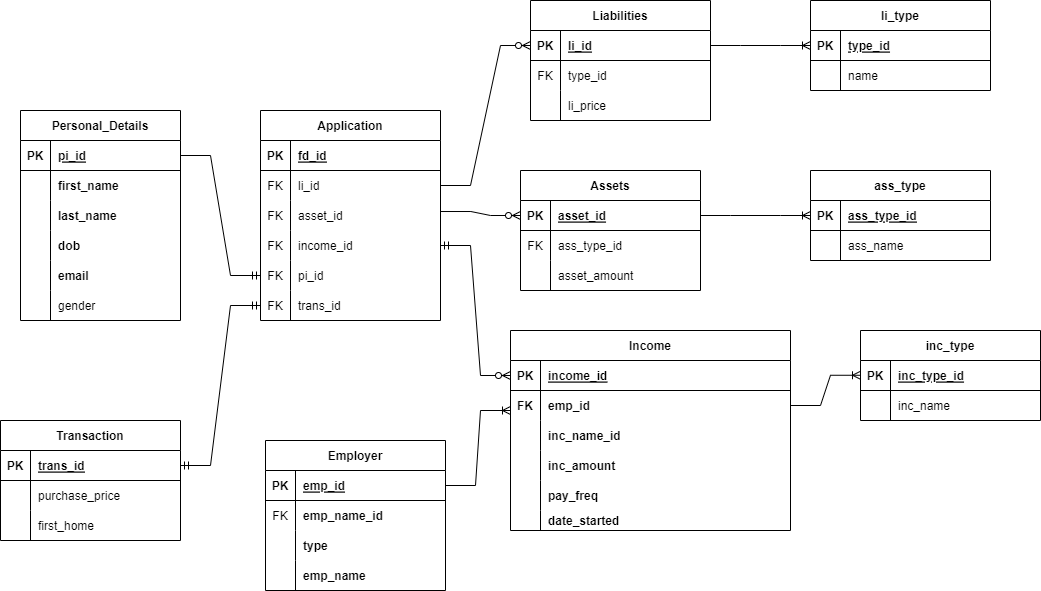 Liabilities
PK li_id
FK type_id
li_price
li_type
PK type_id
name
Personal_Details
PK pi_id
first_name
last_name
dob
email
gender
Application
PK fd_id
FK li_id
FK asset_id
FK income_id
FK pi_id
FK trans_id
Assets
PK asset_id
FK ass_type_id
asset_amount
ass_type
PK ass_type_id
ass_name
Income
PK income_id
FK emp_id
inc_name_id
inc_amount
pay_freq
date_started
inc_type
PK inc_type_id
inc_name
Transaction
PK trans_id
purchase_price
first_home
Employer
PK emp_id
FK emp_name_id
type
emp_name